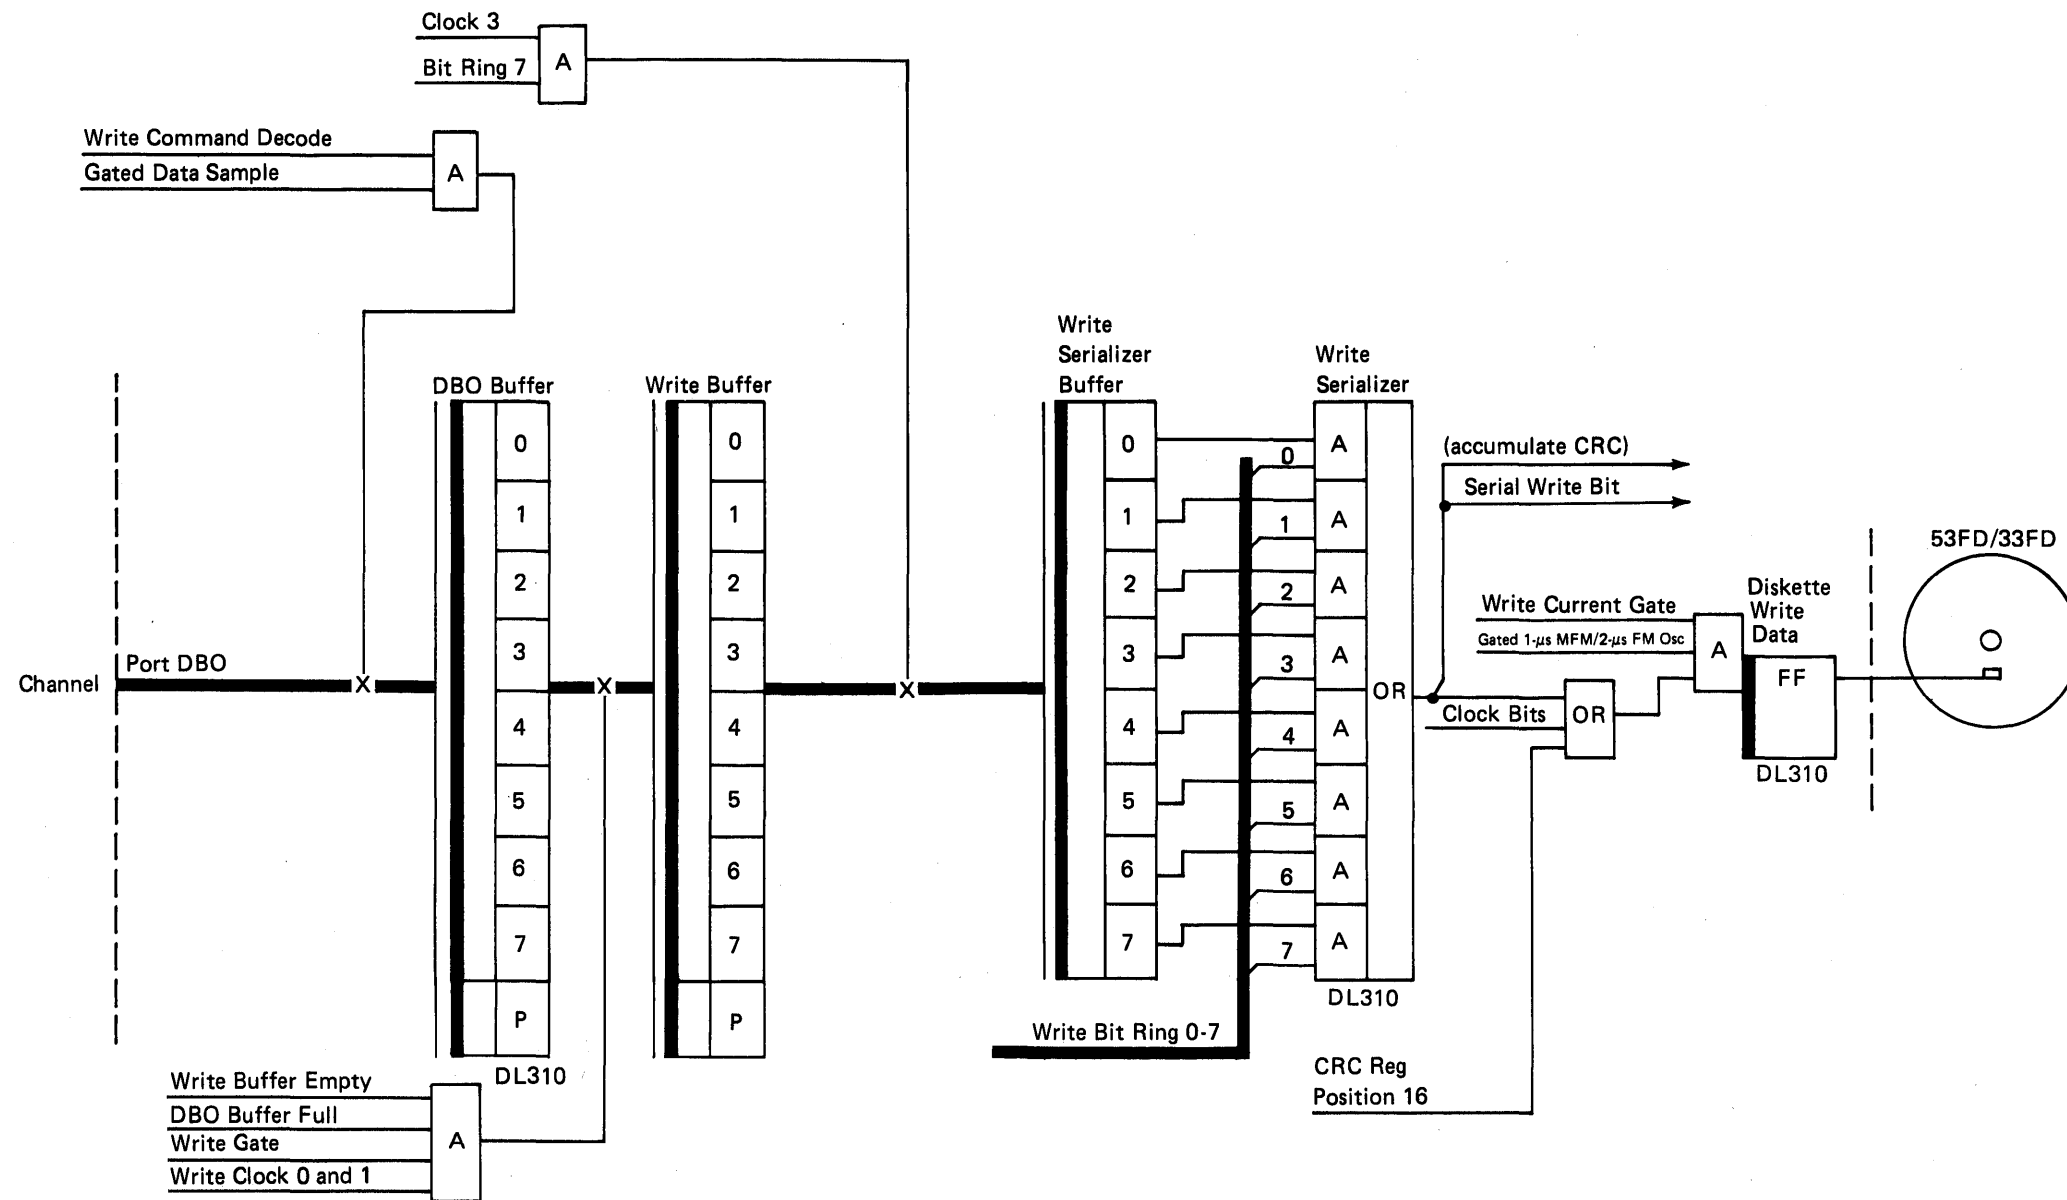 Clock 3
Bit Ring 7
A
Write Command Decode
Gated Data Sample
A
Channel
Port DBO
X
DBO Buffer
0
1
2
3
4
5
6
7
P
DL310
X
Write Buffer Empty
DBO Buffer Full
Write Gate
Write Clock 0 and 1
A
Write Buffer
0
1
2
3
4
5
6
7
P
X
Write
Serializer
Buffer
0
1
2
3
4
5
6
7
Write Bit Ring 0-7
0
1
2
3
4
5
6
7
Write
Serializer
A
A
A
A
A
A
A
A
OR
DL310
(accumulate CRC)
Serial Write Bit
Write Current Gate
Gated 1-μs MFM/2-μs FM Osc
A
Clock Bits
OR
CRC Reg
Position 16
Diskette
Write
Data
FF
DL310
53FD/33FD